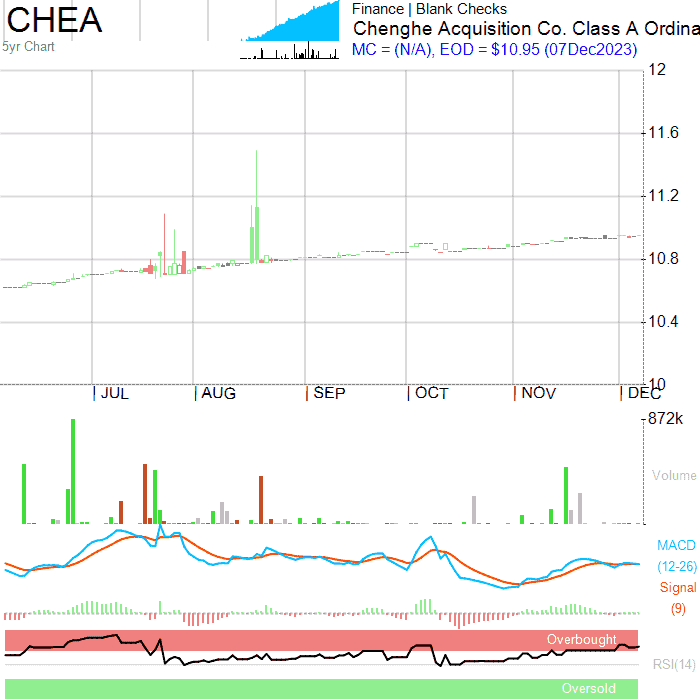 CHEA
5yr Chart
Finance | Blank Checks
Chenghe Acquisition Co. Class A Ordina
MC = (N/A), EOD = $10.95 (07Dec2023)
12
11.6
11.2
10.8
10.4
10
JUL AUG SEP OCT NOV DEC
872k
Volume
MACD
(12-26)
Signal
(9)
Overbought
RSI(14)
Oversold